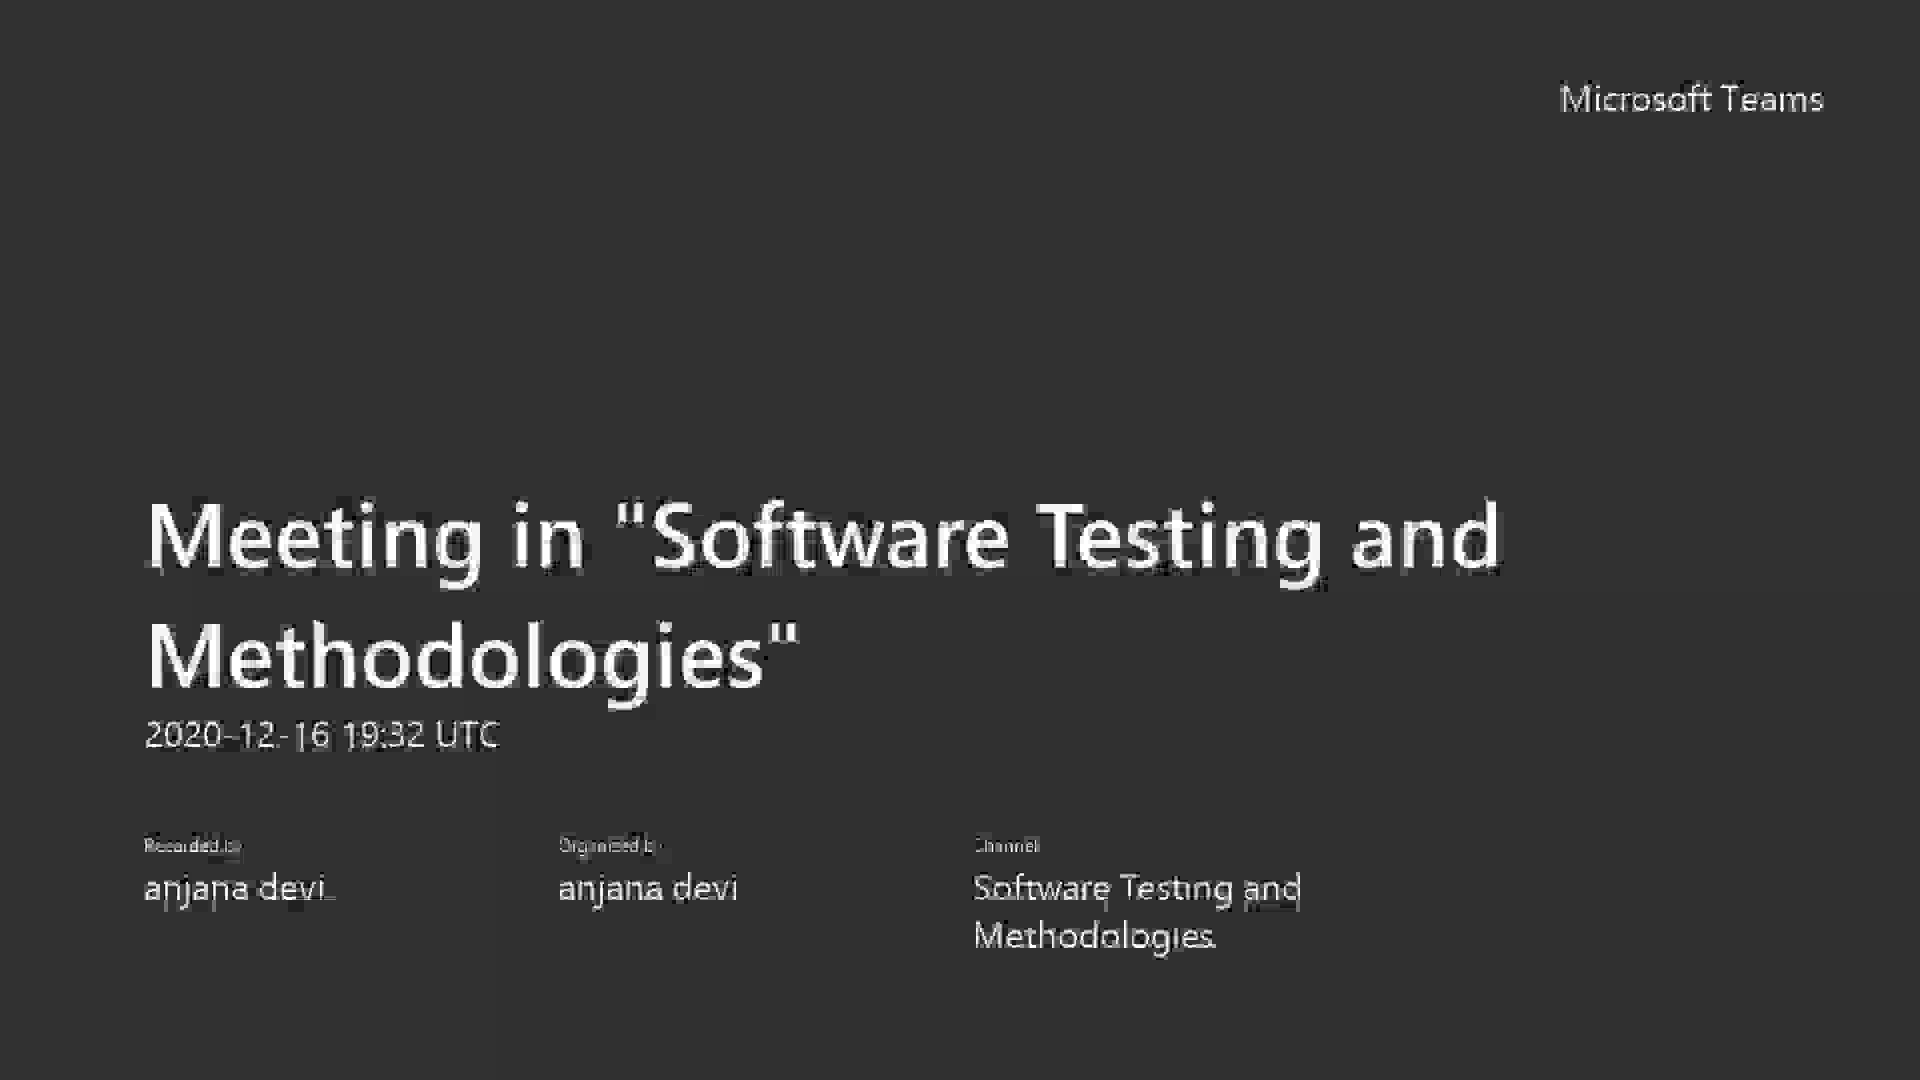 Microsoft Teams
Meeting in "Software Testing and
Methodologies"
2020-12-16 19:32 UTC
Recorded by
Organized by
Channel
anjana devi
anjana devi
Software Testing and
Methodologies